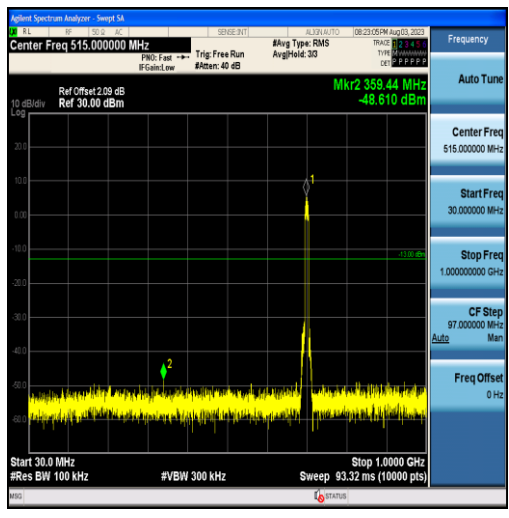 Agilent Spectrum Analyzer - Swept SA
RL RF 50 Ω AC SENSE:INT ALIGN AUTO 08:23:05 PM Aug 03, 2023
Center Freq 515.000000 MHz
PNO: Fast
IFGain:Low
Trig: Free Run
#Atten: 40 dB
#Avg Type: RMS
Avg|Hold: 3/3
TRACE 1 2 3 4 5 6
TYPE
DET P P P P P P
Ref Offset 2.09 dB
10 dB/div Ref 30.00 dBm
Log
Mkr2 359.44 MHz
-48.610 dBm
20.0
10.0
0.00
-10.0
-20.0
-30.0
-40.0
-50.0
-60.0
1
-13.00 dBm
2
Start 30.0 MHz
Stop 1.0000 GHz
#Res BW 100 kHz
#VBW 300 kHz
Sweep 93.32 ms (10000 pts)
MSG
STATUS
Frequency
Auto Tune
Center Freq
515.000000 MHz
Start Freq
30.000000 MHz
Stop Freq
1.000000000 GHz
CF Step
97.000000 MHz
Auto Man
Freq Offset
0 Hz